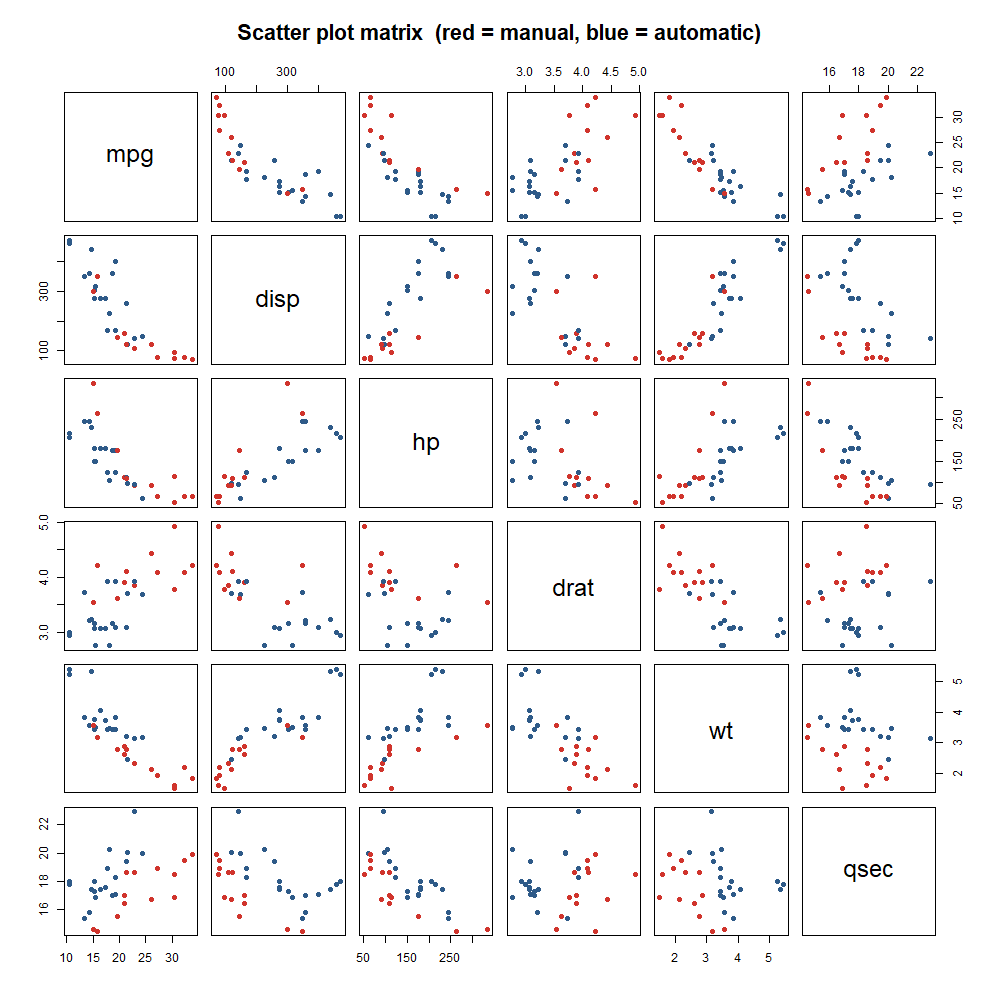 Scatter plot matrix  (red = manual, blue = automatic)
100 300 3.0 3.5 4.0 4.5 5.0 16 18 20 22
mpg
10 15 20 25 30
disp
100 300
hp
50 150 250
drat
3.0 4.0 5.0
wt
2 3 4 5
qsec
16 18 20 22
10 15 20 25 30 50 150 250 2 3 4 5